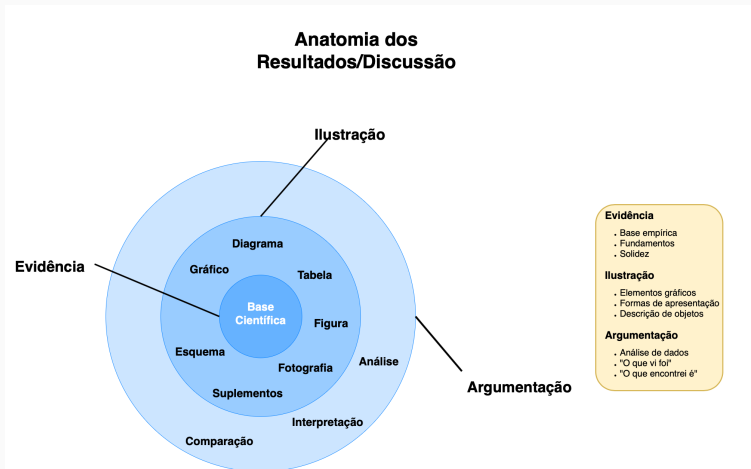 Anatomia dos
Resultados/Discussão
Ilustração
Evidência
Diagrama
Gráfico
Tabela
Base
Científica
Figura
Esquema
Fotografia
Análise
Suplementos
Argumentação
Interpretação
Comparação
Evidência
• Base empírica
• Fundamentos
• Solidez
Ilustração
• Elementos gráficos
• Formas de apresentação
• Descrição de objetos
Argumentação
• Análise de dados
• "O que vi foi"
• "O que encontrei é"